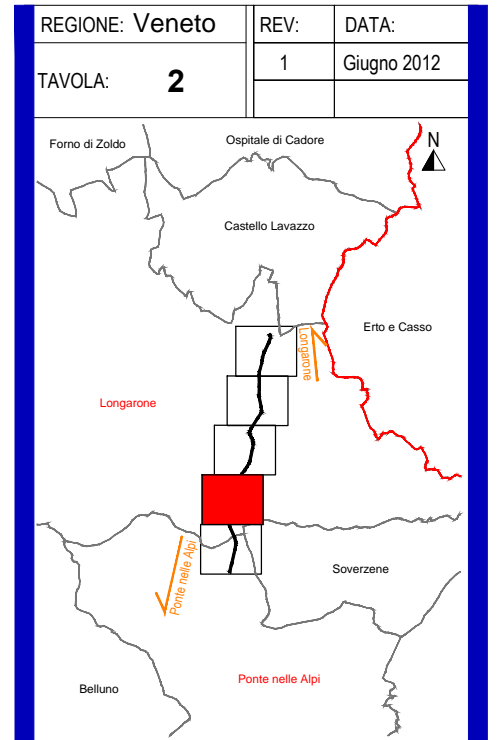 REGIONE: Veneto
REV:
DATA:
1
Giugno 2012
TAVOLA: 2
Forno di Zoldo
Ospitale di Cadore
N
Castello Lavazzo
Erto e Casso
Longarone
Longarone
Ponte nelle Alpi
Soverzene
Belluno
Ponte nelle Alpi